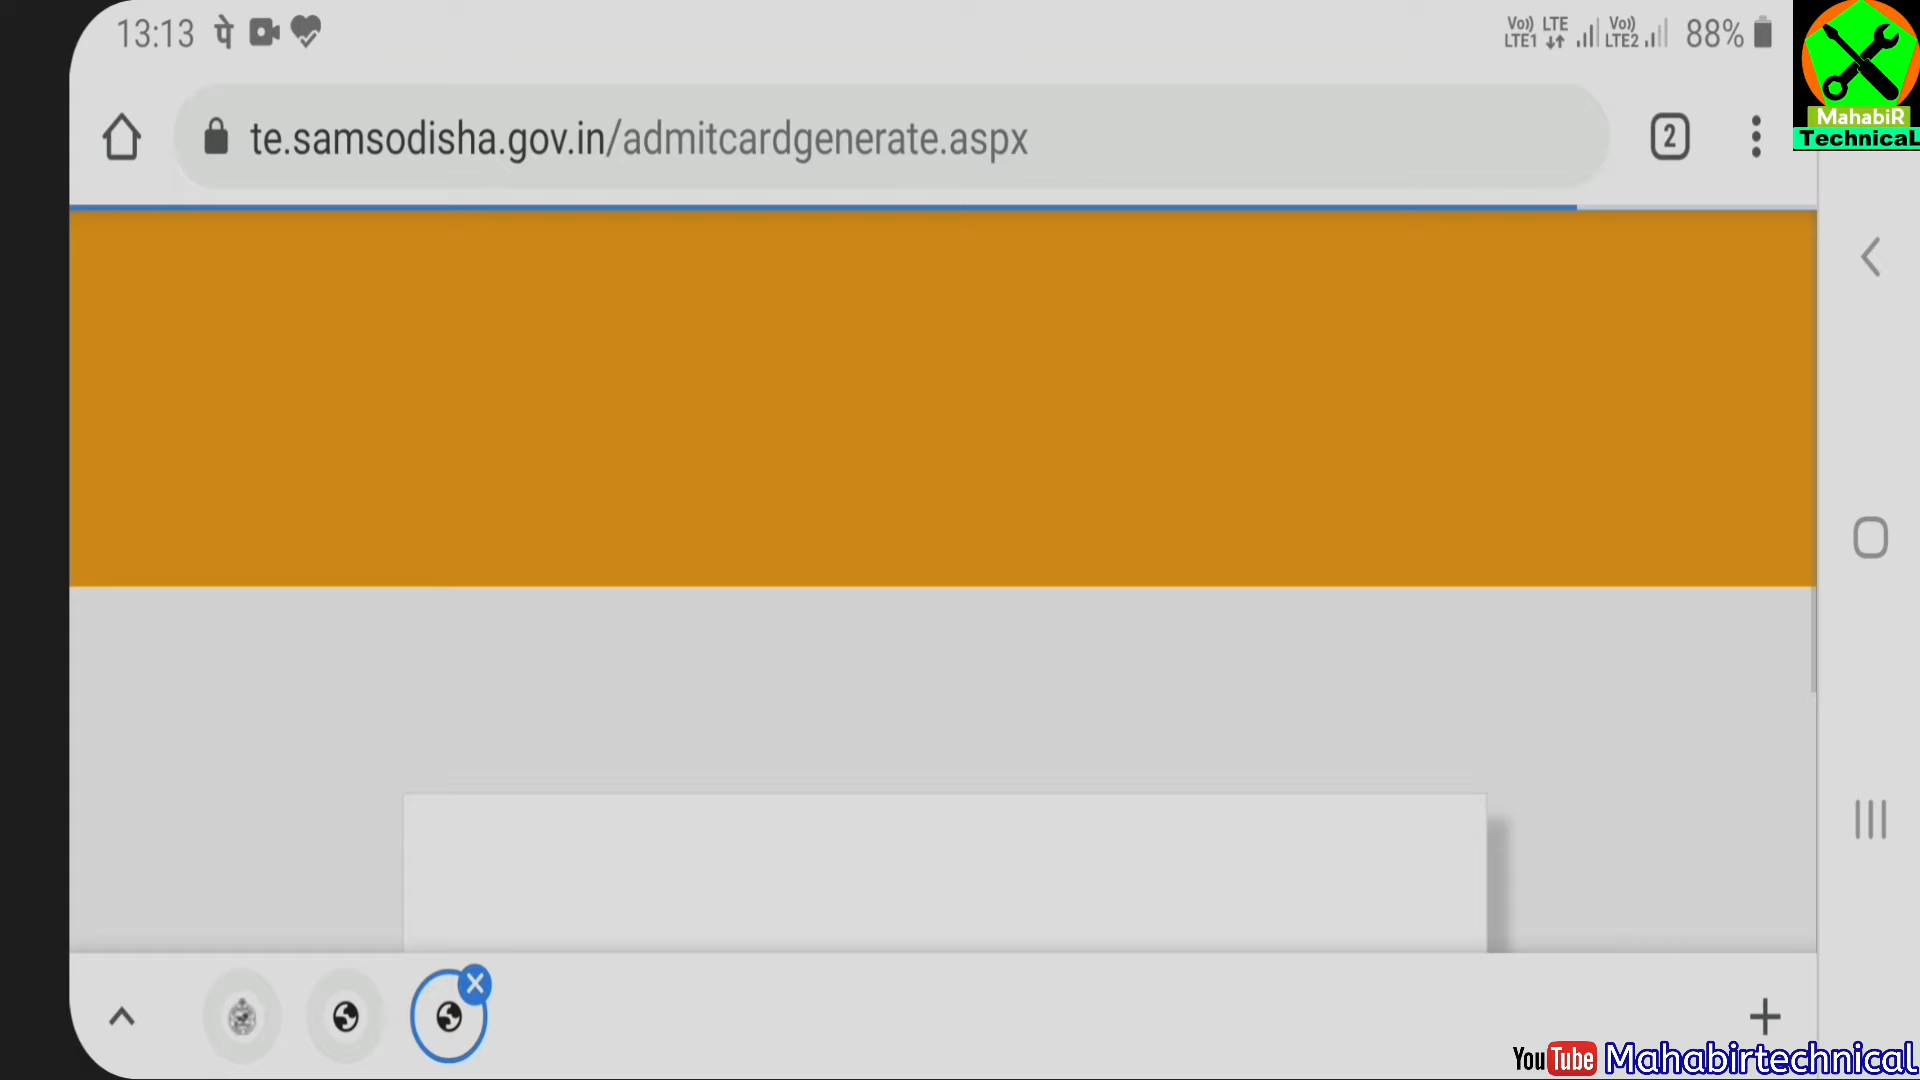 13:13 पे Vo)) LTE1 LTE Vo)) LTE2 88%
te.samsodisha.gov.in/admitcardgenerate.aspx
2
MahabiR
TechnicaL
YouTube Mahabirtechnical